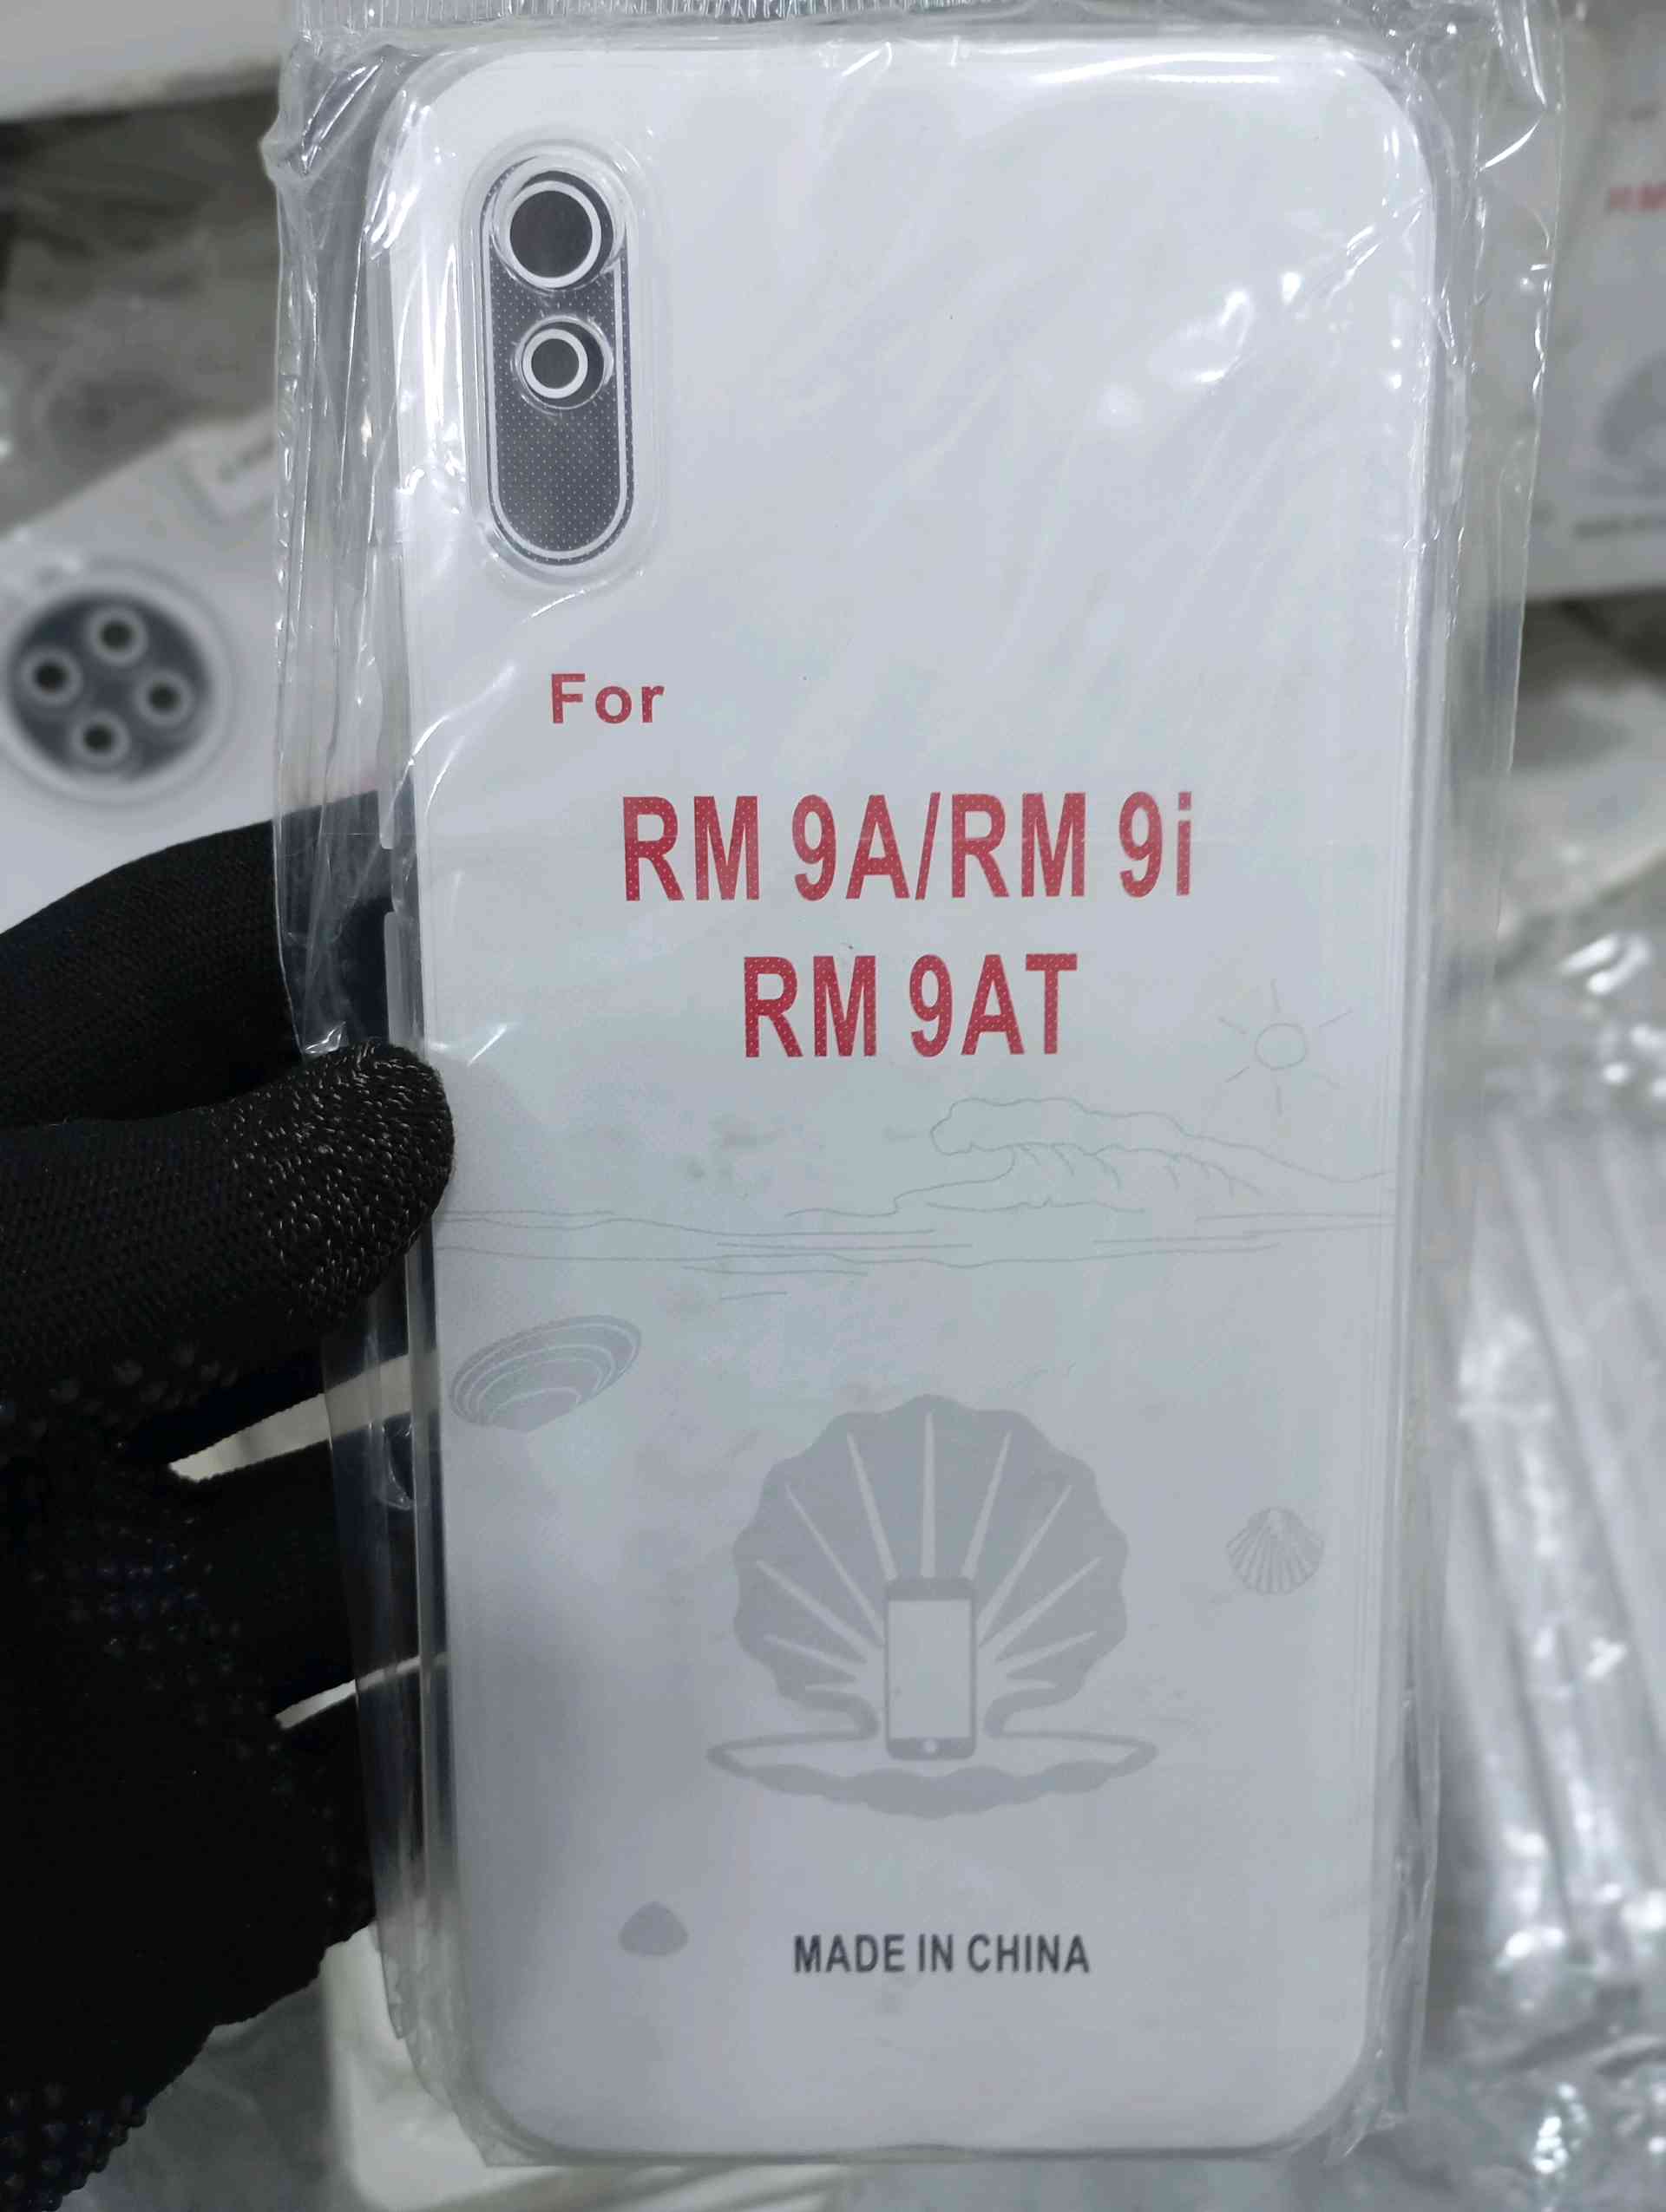 For
RM 9A/RM 9i
RM 9AT
MADE IN CHINA